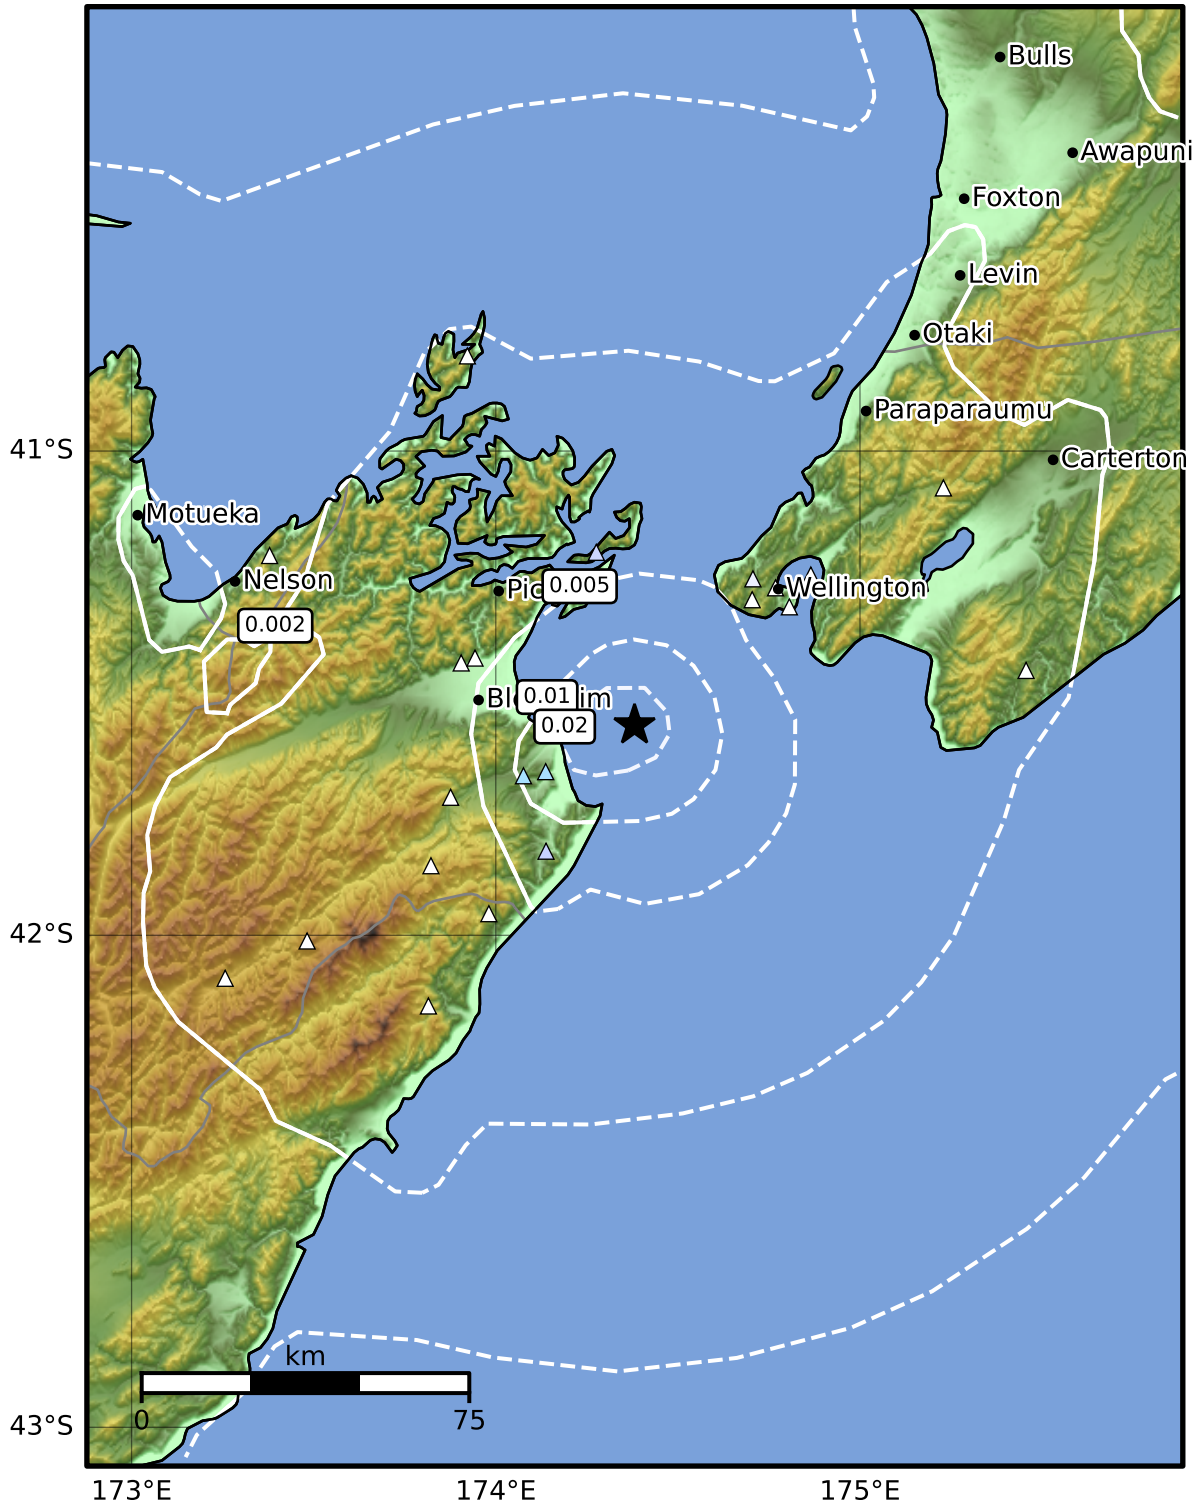 Bulls
Awapuni
Foxton
Levin
Otaki
Paraparaumu
41°S
Carterton
Motueka
Nelson
0.005
Wellington
0.002
0.01
0.02
42°S
km
0
75
43°S
173°E
174°E
175°E